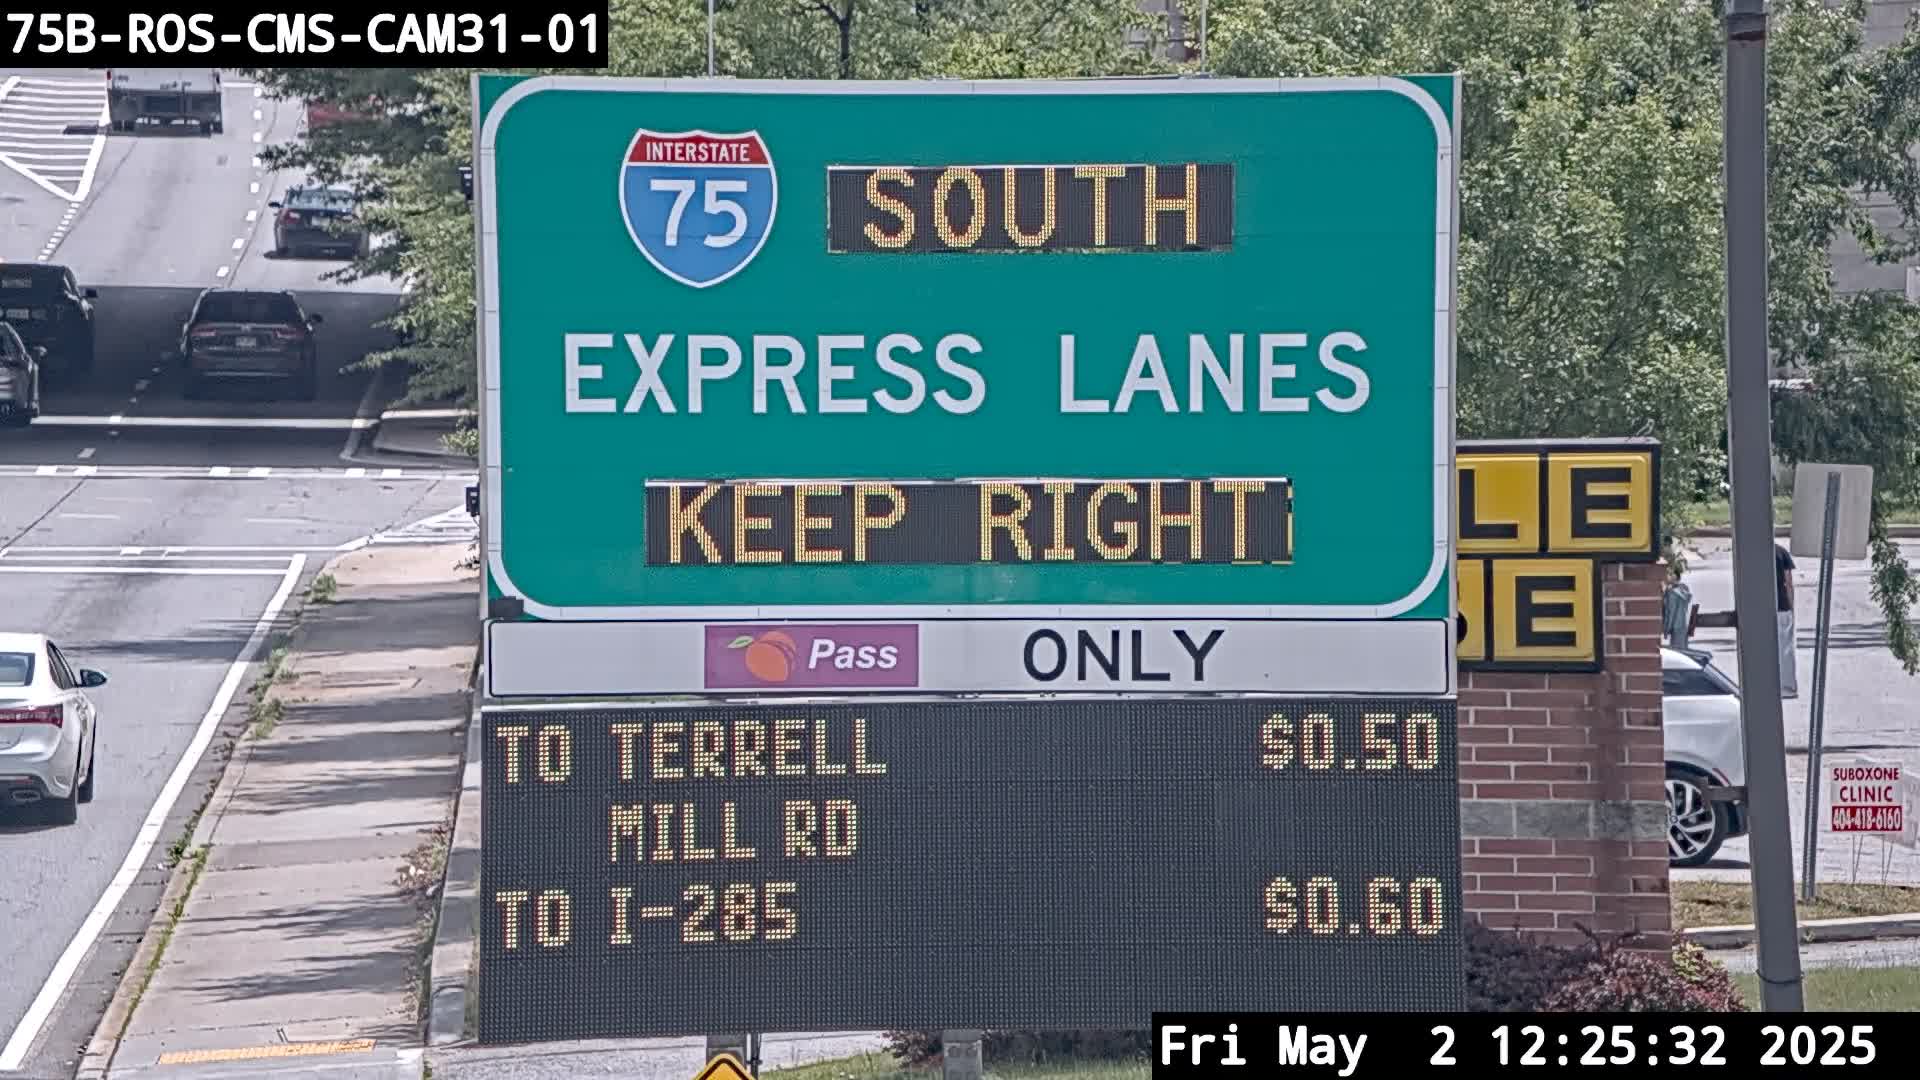 75B-ROS-CMS-CAM31-01
INTERSTATE
75
SOUTH
EXPRESS LANES
KEEP RIGHT
Pass ONLY
TO TERRELL $0.50
MILL RD
TO I-285 $0.60
LE
E
SUBOXONE
CLINIC
404-418-6160
Fri May 2 12:25:32 2025